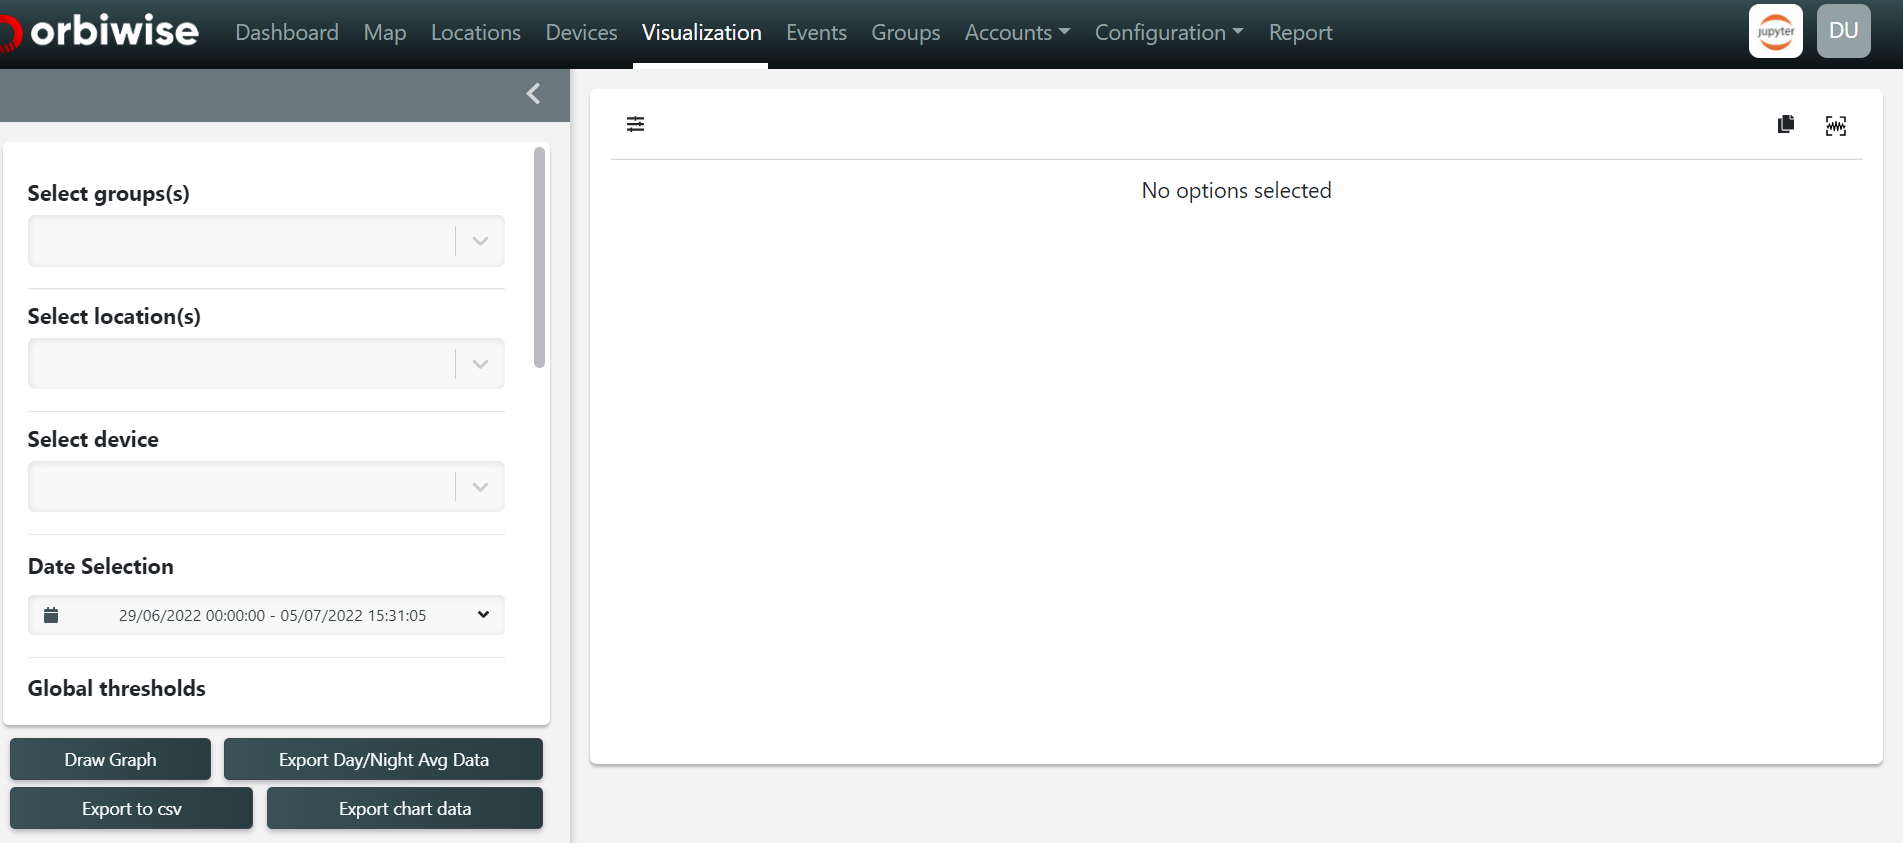 orbiwise Dashboard Map Locations Devices Visualization Events Groups Accounts Configuration Report jupyter DU
Select groups(s)
Select location(s)
Select device
Date Selection
29/06/2022 00:00:00 - 05/07/2022 15:31:05
Global thresholds
Draw Graph Export Day/Night Avg Data
Export to csv Export chart data
No options selected